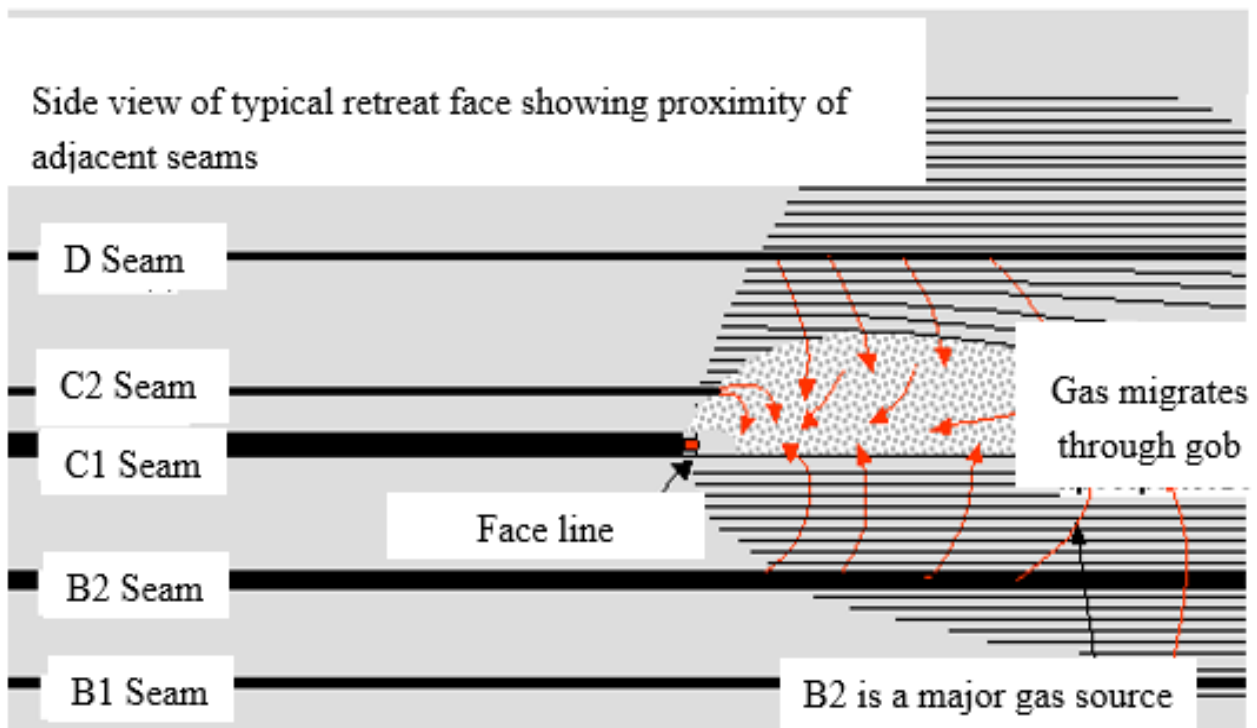 Side view of typical retreat face showing proximity of
adjacent seams
D Seam
C2 Seam
C1 Seam
Gas migrates
through gob
Face line
B2 Seam
B1 Seam
B2 is a major gas source